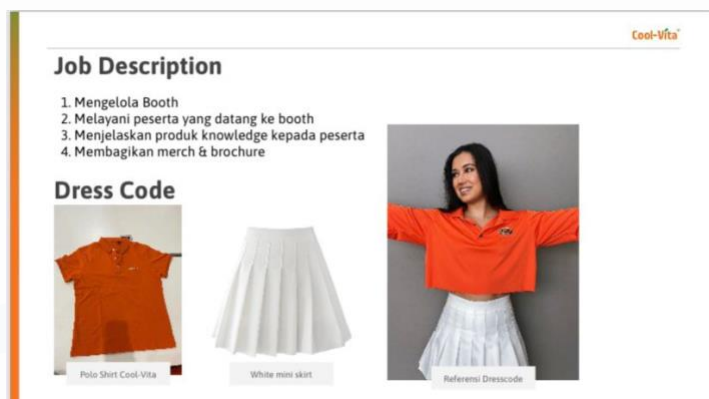 Cool-Vita
Job Description
1. Mengelola Booth
2. Melayani peserta yang datang ke booth
3. Menjelaskan produk knowledge kepada peserta
4. Membagikan merch & brochure
Dress Code
Polo Shirt Cool-Vita
White mini skirt
Referensi Dresscode